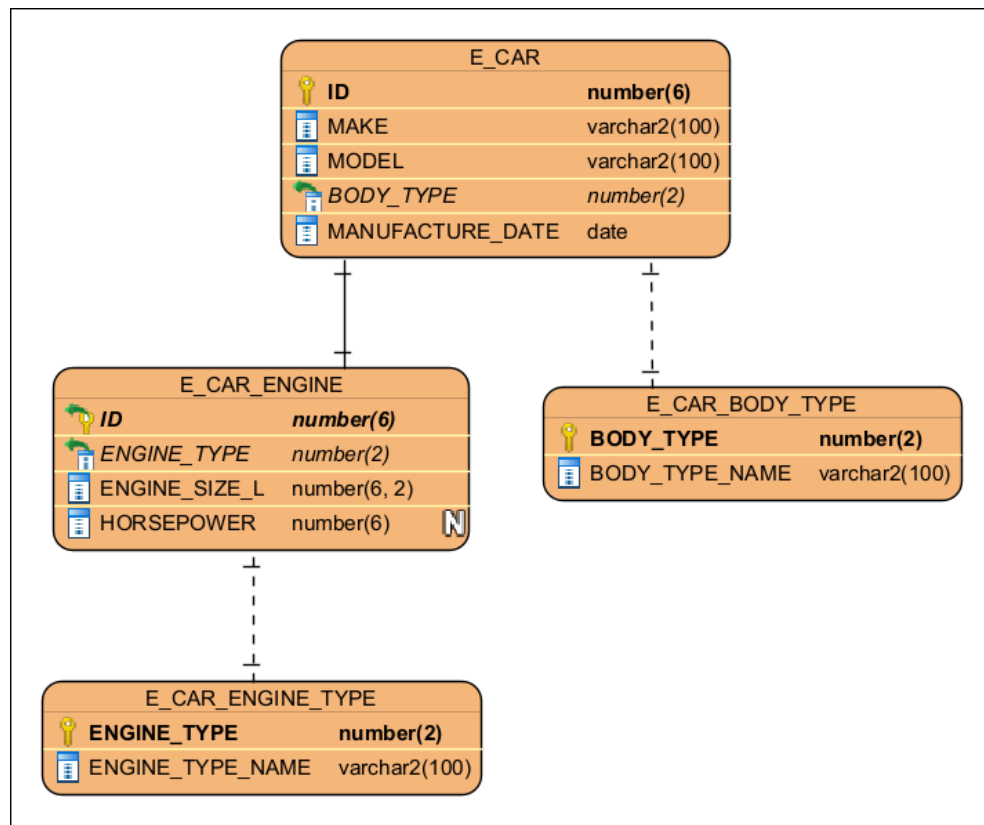 E_CAR
ID number(6)
MAKE varchar2(100)
MODEL varchar2(100)
BODY_TYPE number(2)
MANUFACTURE_DATE date
E_CAR_ENGINE
ID number(6)
ENGINE_TYPE number(2)
ENGINE_SIZE_L number(6, 2)
HORSEPOWER number(6) N
E_CAR_BODY_TYPE
BODY_TYPE number(2)
BODY_TYPE_NAME varchar2(100)
E_CAR_ENGINE_TYPE
ENGINE_TYPE number(2)
ENGINE_TYPE_NAME varchar2(100)